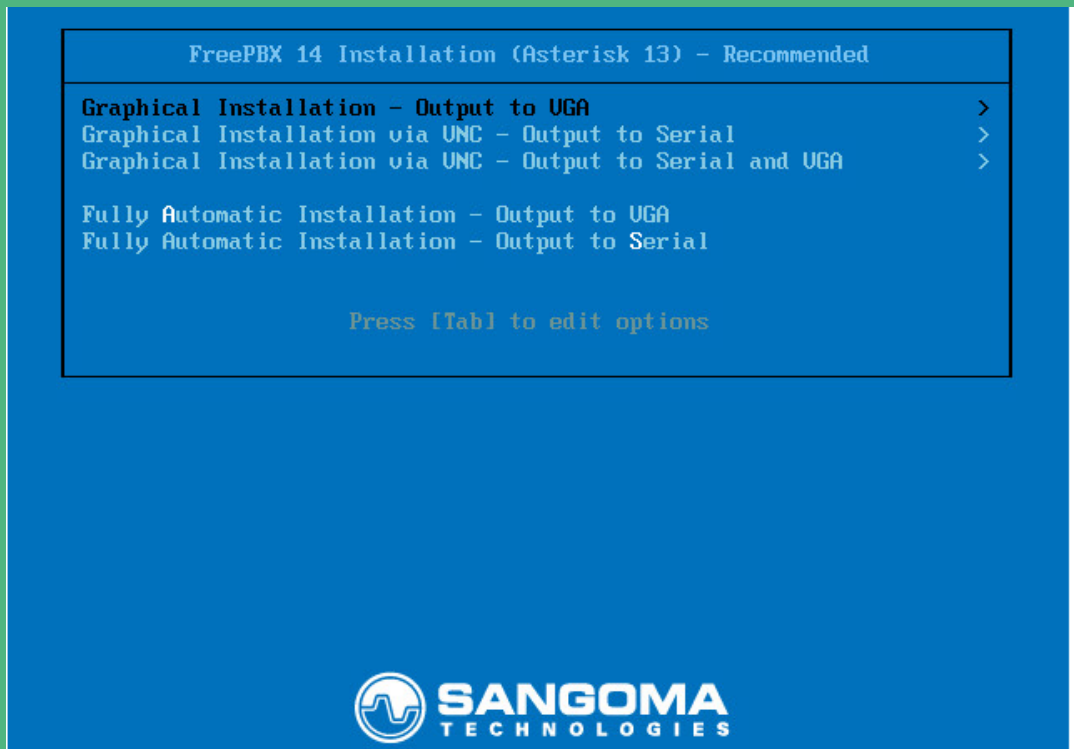 FreePBX 14 Installation (Asterisk 13) - Recommended
Graphical Installation - Output to VGA >
Graphical Installation via VNC - Output to Serial >
Graphical Installation via VNC - Output to Serial and VGA >
Fully Automatic Installation - Output to VGA
Fully Automatic Installation - Output to Serial
Press [Tab] to edit options
SANGOMA
TECHNOLOGIES